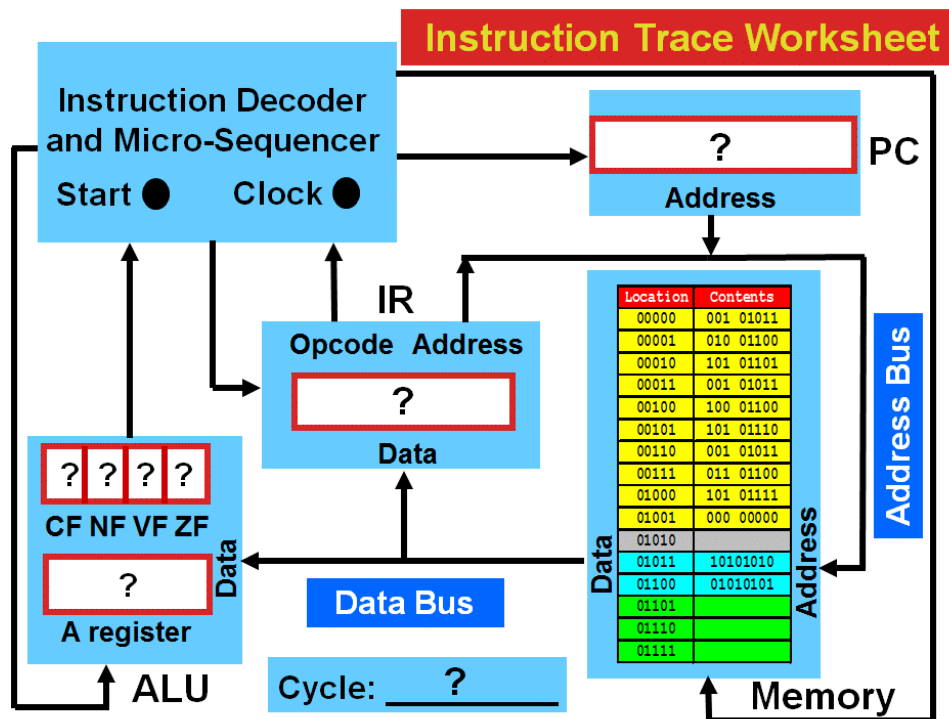 Instruction Trace Worksheet
Instruction Decoder
and Micro-Sequencer
Start
Clock
?
PC
Address
IR
Opcode Address
?
Data
? ? ? ?
CF NF VF ZF
?
A register
Data
ALU
Data Bus
Cycle: ?
Location Contents
00000 001 01011
00001 010 01100
00010 101 01101
00011 001 01011
00100 100 01100
00101 101 01110
00110 001 01011
00111 011 01100
01000 101 01111
01001 000 00000
01010
01011 10101010
01100 01010101
01101
01110
01111
Data
Address
Memory
Address Bus